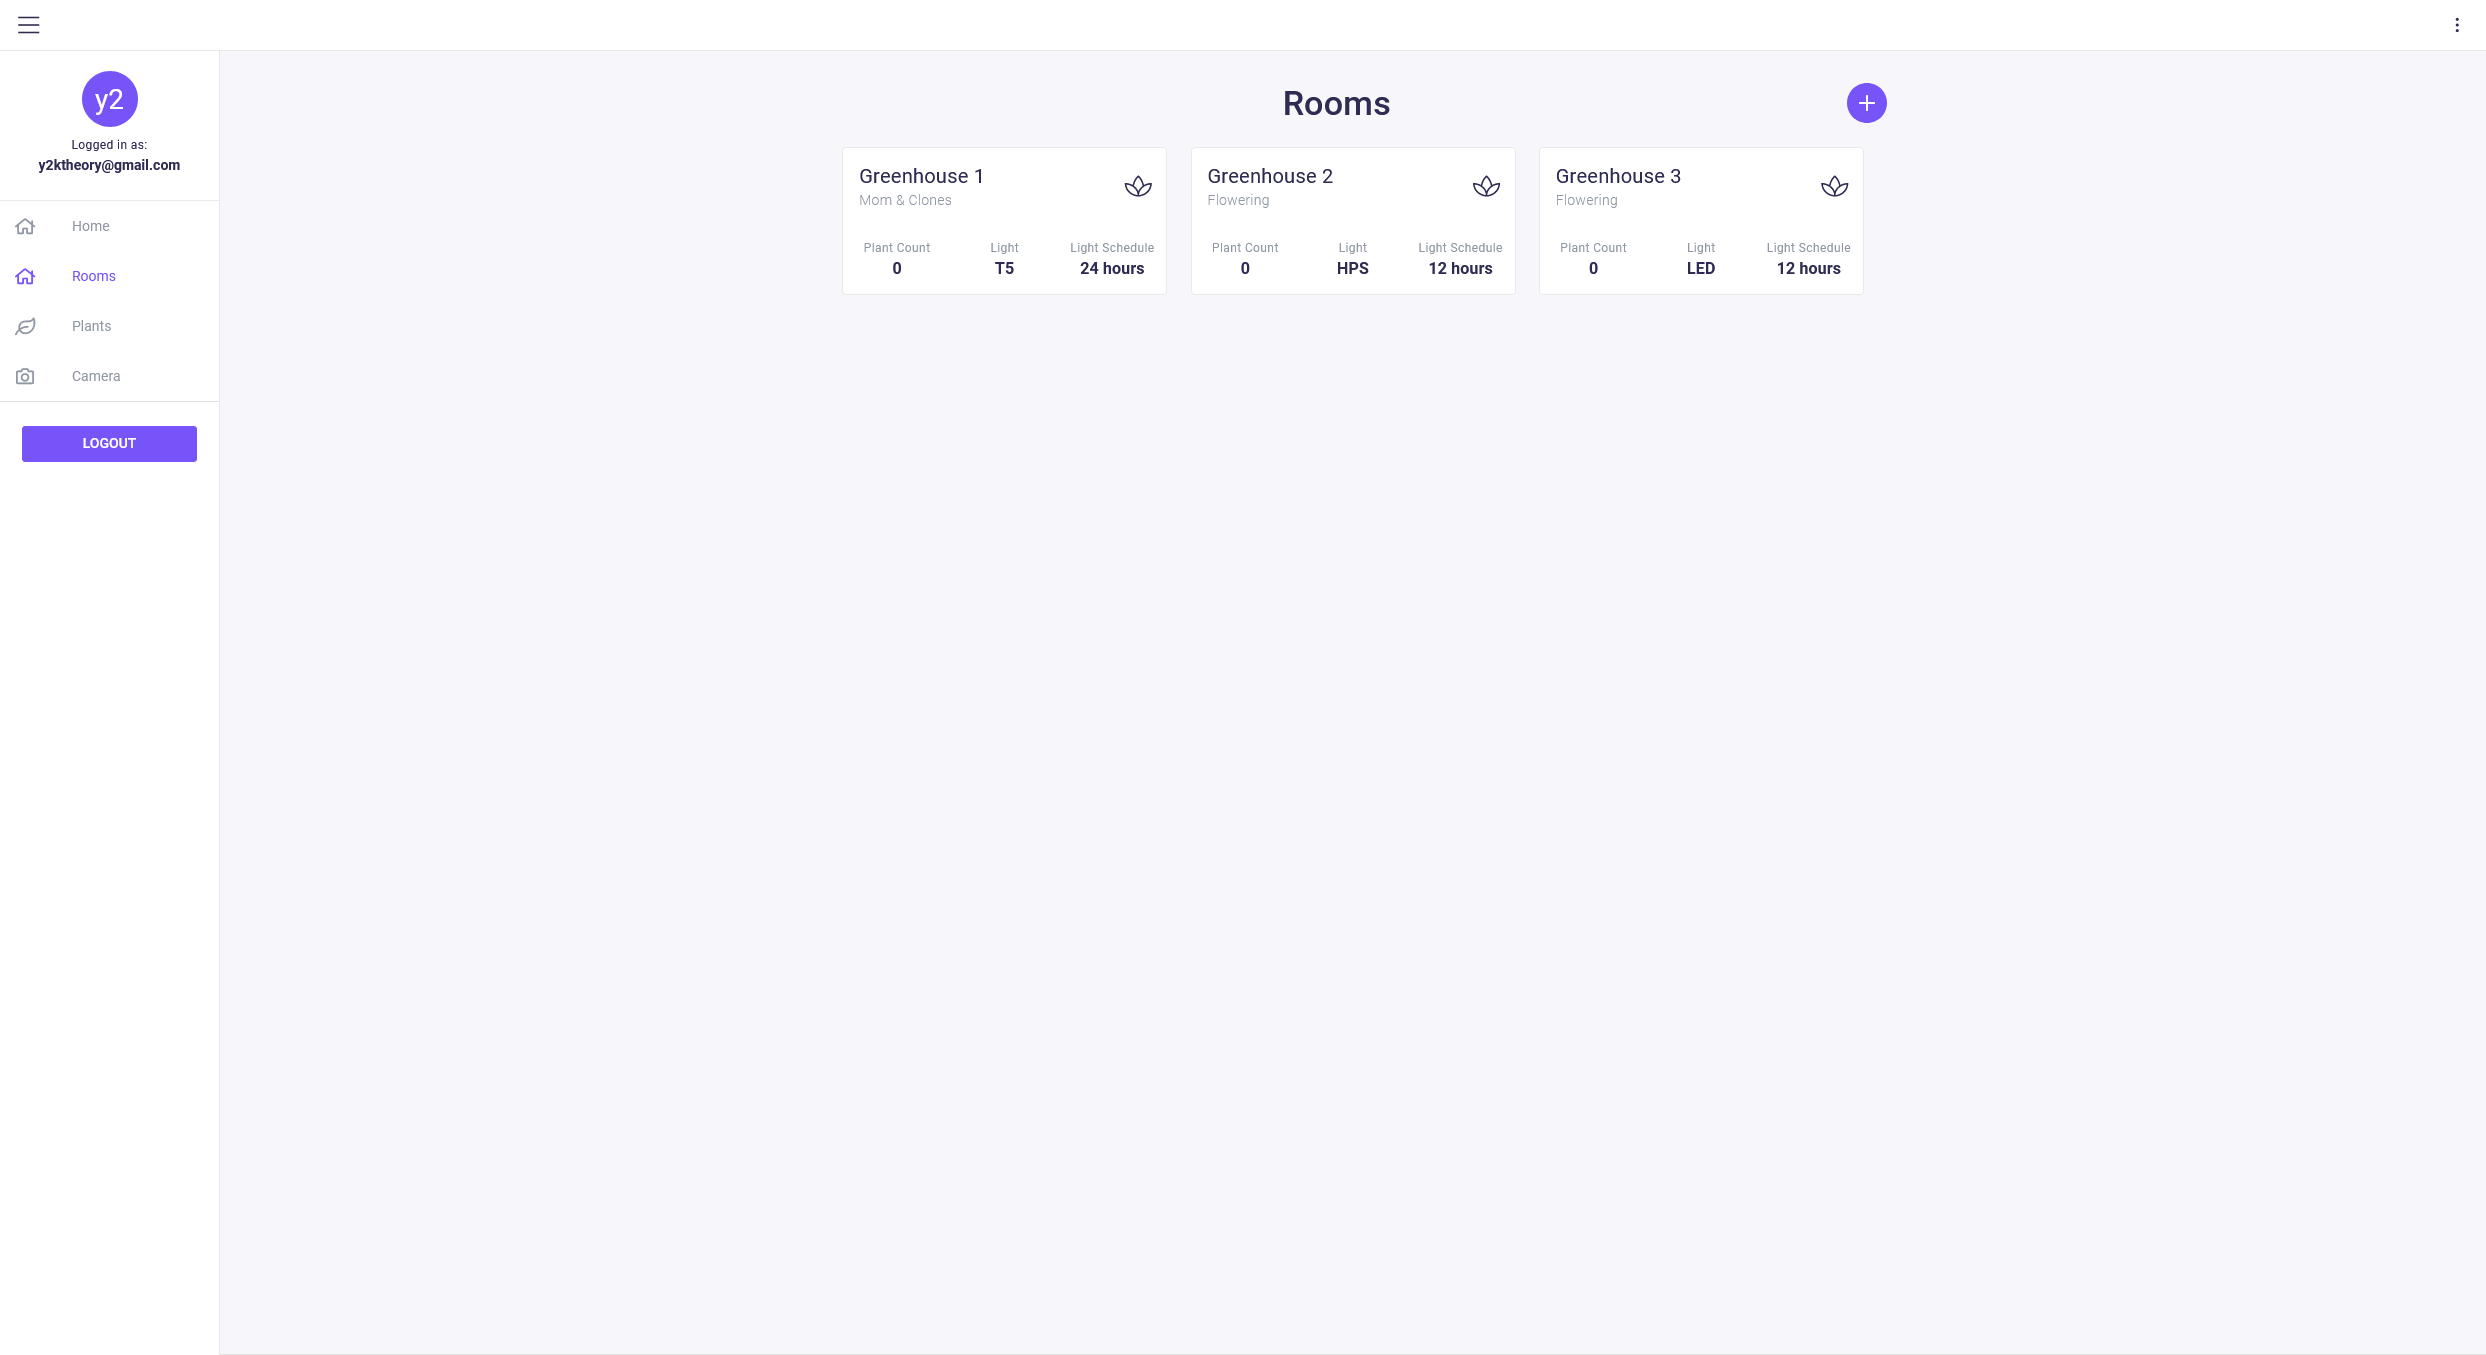 y2
Logged in as:
y2ktheory@gmail.com
Home
Rooms
Plants
Camera
LOGOUT
Rooms
Greenhouse 1
Mom & Clones
Plant Count Light Light Schedule
0 T5 24 hours
Greenhouse 2
Flowering
Plant Count Light Light Schedule
0 HPS 12 hours
Greenhouse 3
Flowering
Plant Count Light Light Schedule
0 LED 12 hours